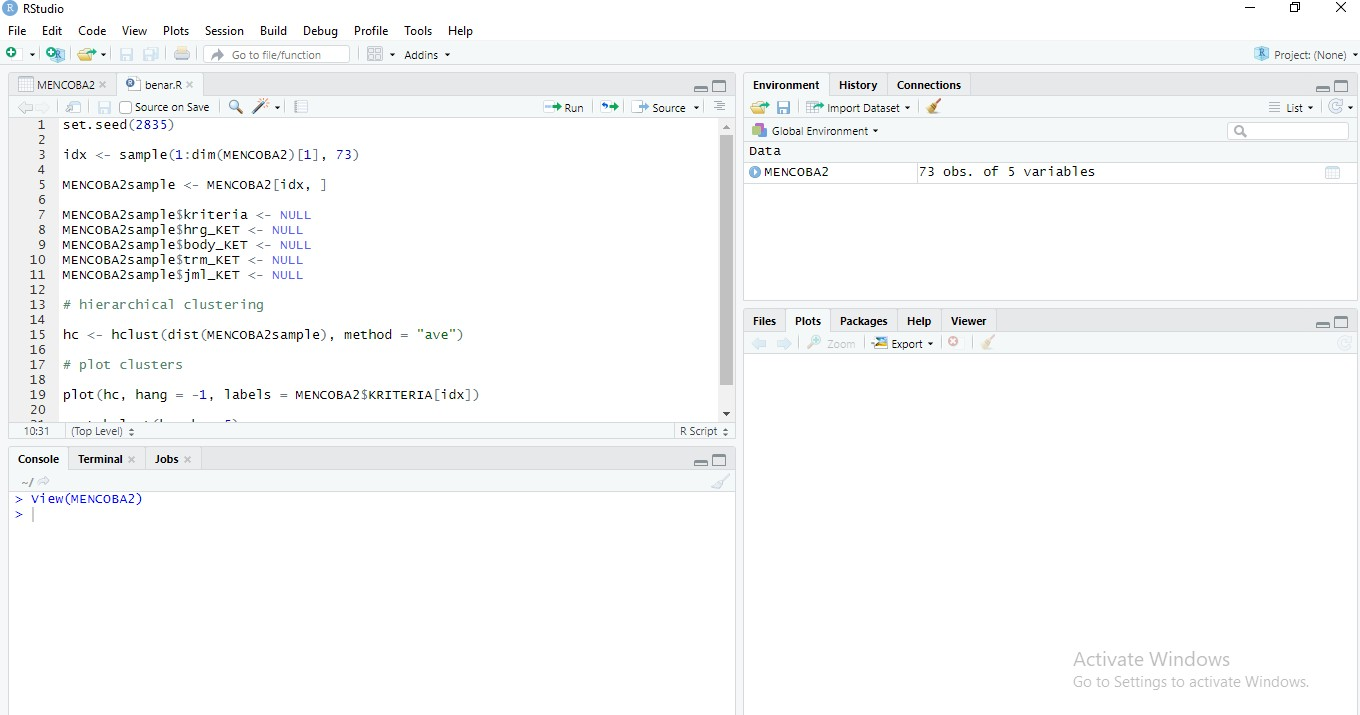 RStudio
File Edit Code View Plots Session Build Debug Profile Tools Help
Go to file/function Addins Project: (None)
MENCOBA2 benar.R
Source on Save Run Source
1 set.seed(2835)
2
3 idx <- sample(1:dim(MENCOBA2)[1], 73)
4
5 MENCOBA2sample <- MENCOBA2[idx, ]
6
7 MENCOBA2sample$kriteria <- NULL
8 MENCOBA2sample$hrg_KET <- NULL
9 MENCOBA2sample$body_KET <- NULL
10 MENCOBA2sample$trm_KET <- NULL
11 MENCOBA2sample$jml_KET <- NULL
12
13 # hierarchical clustering
14
15 hc <- hclust(dist(MENCOBA2sample), method = "ave")
16
17 # plot clusters
18
19 plot(hc, hang = -1, labels = MENCOBA2$KRITERIA[idx])
20
10:31 (Top Level) R Script
Console Terminal Jobs
~/
> View(MENCOBA2)
>
Environment History Connections
Import Dataset List
Global Environment
Data
MENCOBA2 73 obs. of 5 variables
Files Plots Packages Help Viewer
Zoom Export
Activate Windows
Go to Settings to activate Windows.